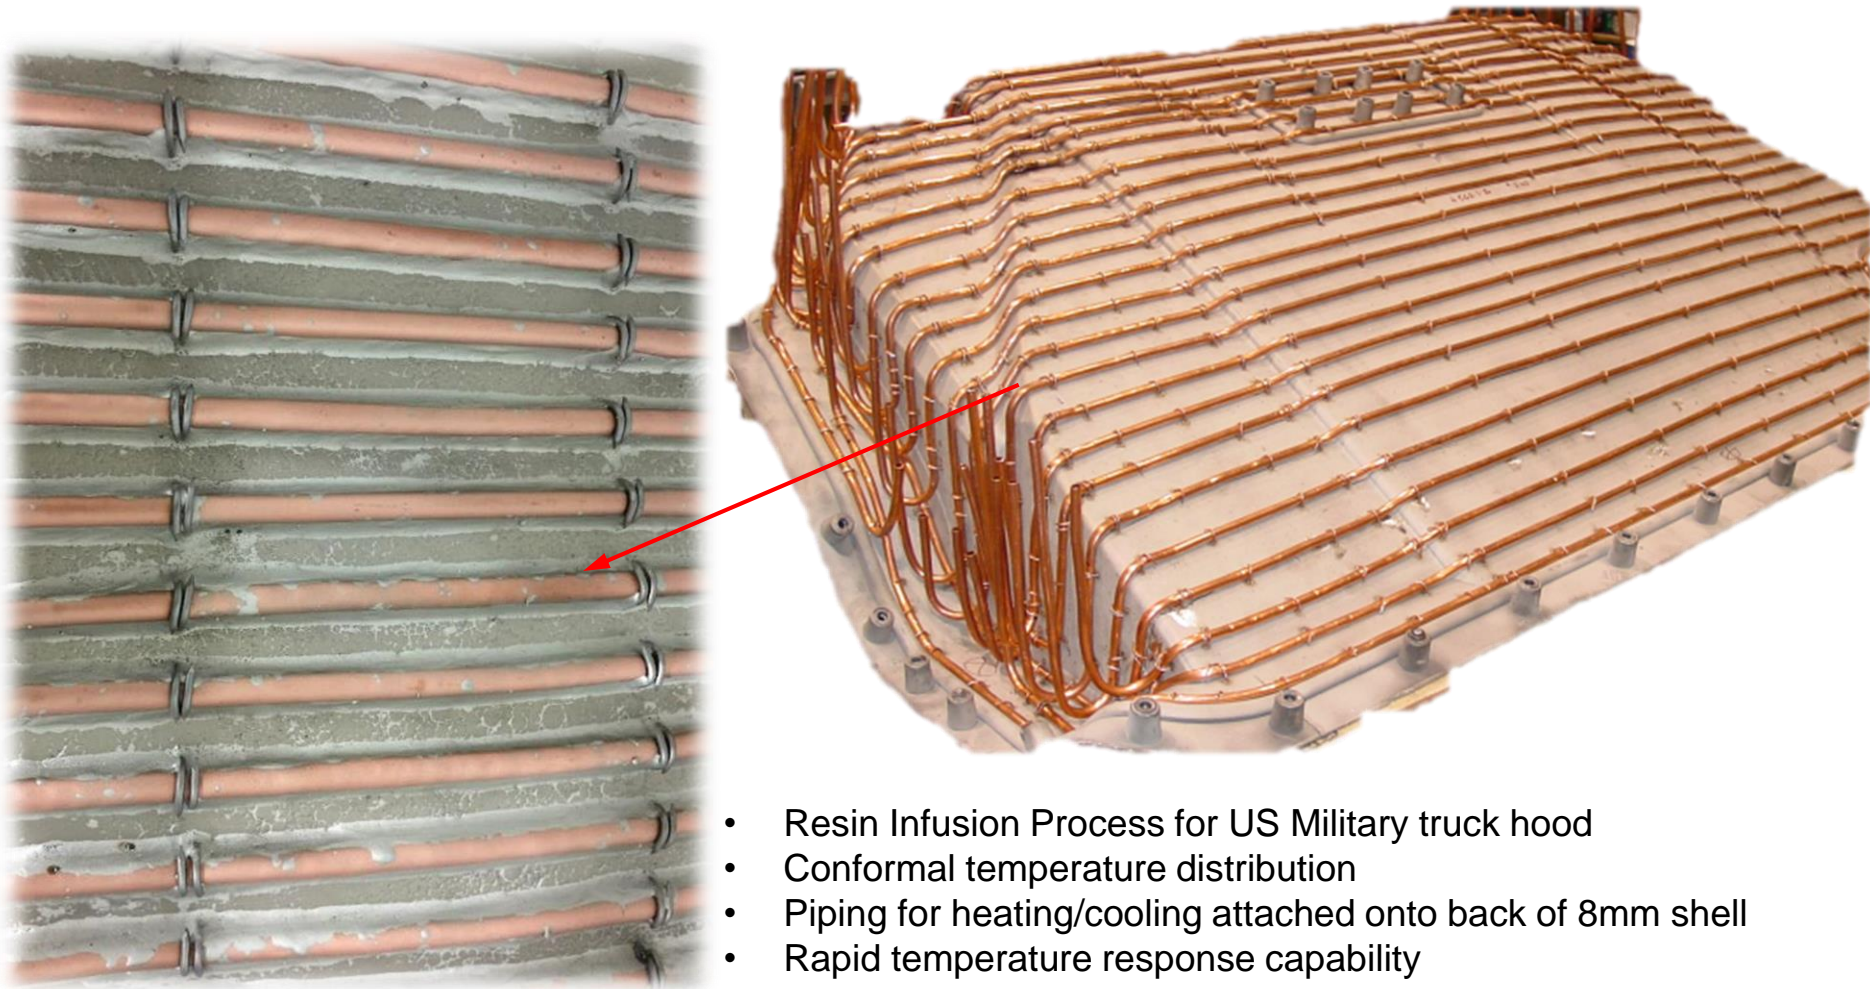 • Resin Infusion Process for US Military truck hood
• Conformal temperature distribution
• Piping for heating/cooling attached onto back of 8mm shell
• Rapid temperature response capability